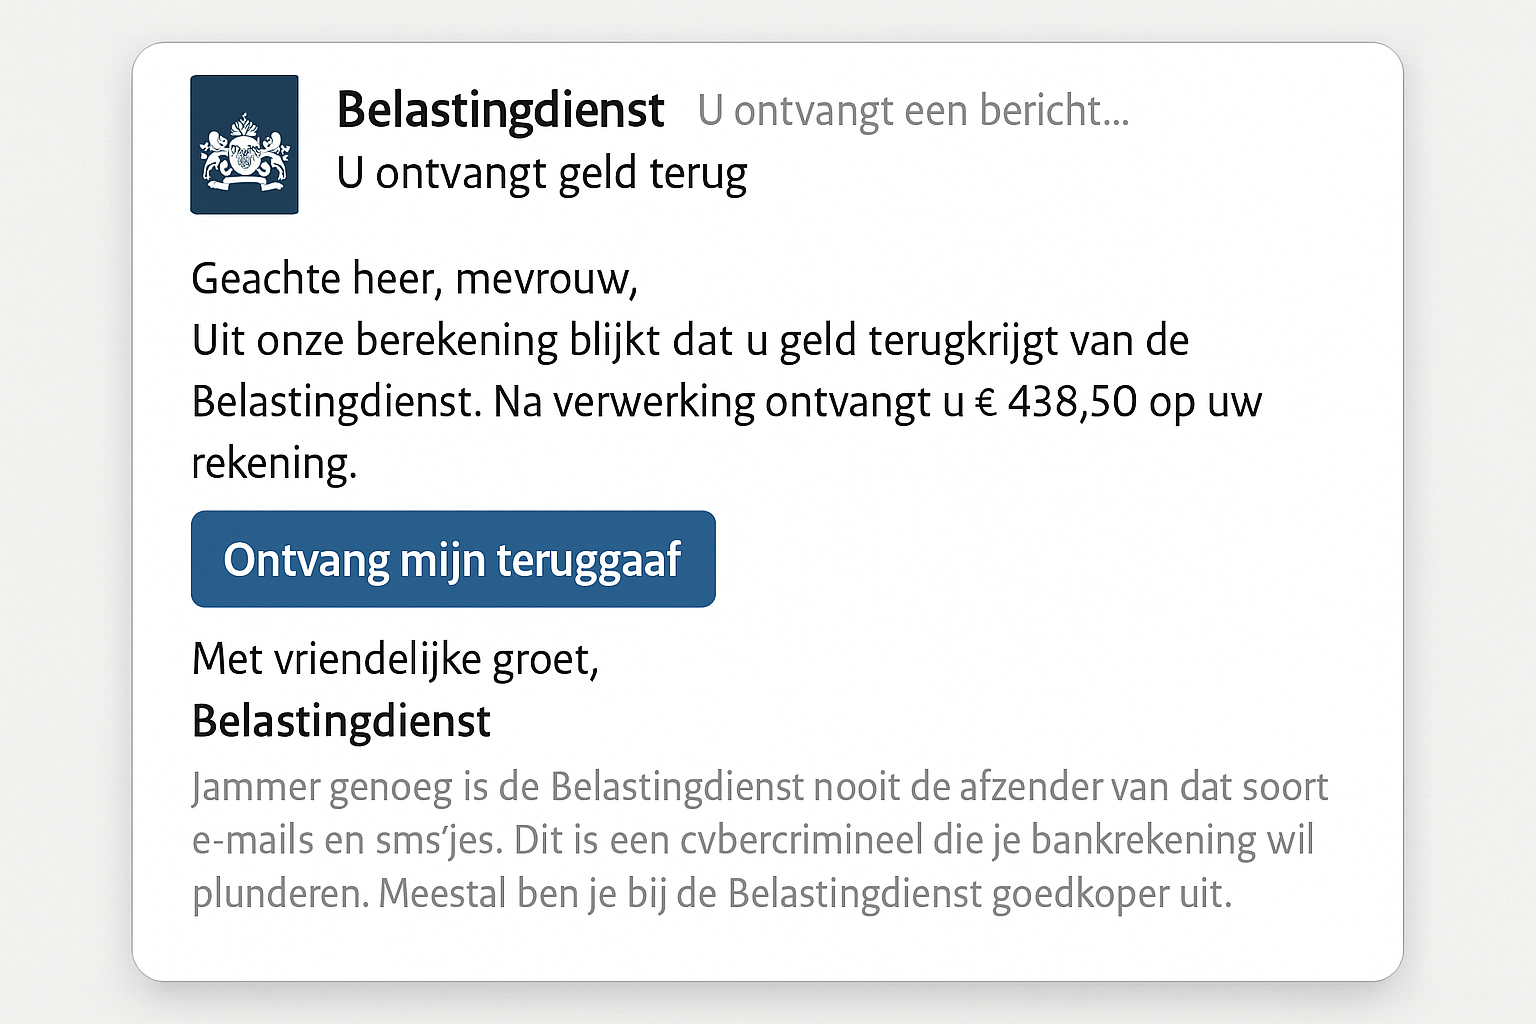 Belastingdienst U ontvangt een bericht...
U ontvangt geld terug
Geachte heer, mevrouw,
Uit onze berekening blijkt dat u geld terugkrijgt van de
Belastingdienst. Na verwerking ontvangt u € 438,50 op uw
rekening.
Ontvang mijn teruggaaf
Met vriendelijke groet,
Belastingdienst
Jammer genoeg is de Belastingdienst nooit de afzender van dat soort
e-mails en sms’jes. Dit is een cvbercrimineel die je bankrekening wil
plunderen. Meestal ben je bij de Belastingdienst goedkoper uit.